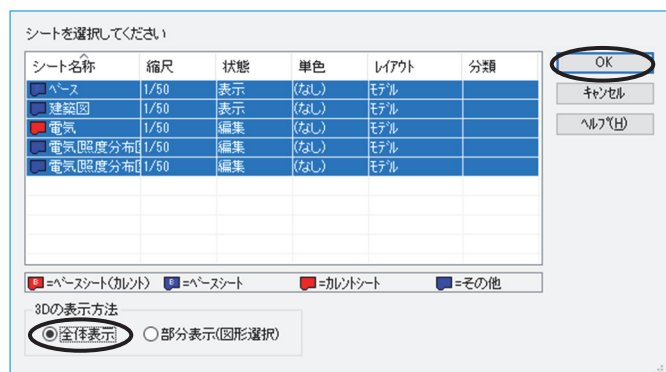 シートを選択してください
シート名称 縮尺 状態 単色 レイアウト 分類
ベース 1/50 表示 (なし) モデル
建築図 1/50 表示 (なし) モデル
電気 1/50 編集 (なし) モデル
電気[照度分布図 1/50 編集 (なし) モデル
電気[照度分布図 1/50 編集 (なし) モデル
OK
キャンセル
ヘルプ(H)
B =ベースシート(カレント) B =ベースシート =カレントシート =その他
3Dの表示方法
全体表示 部分表示(図形選択)